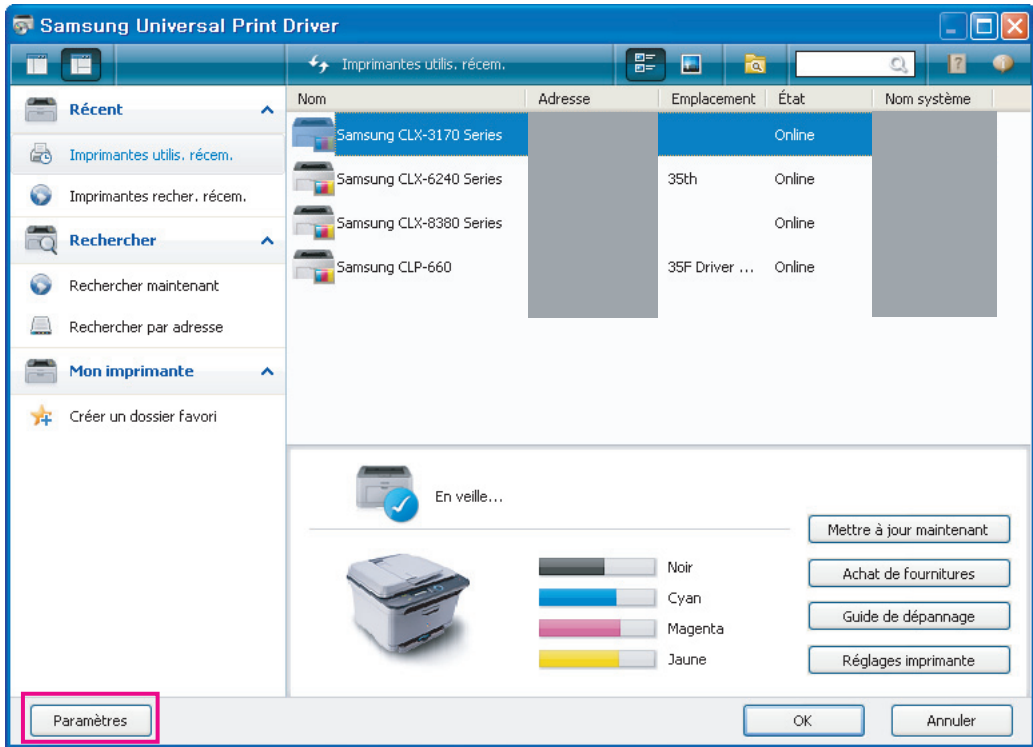 Samsung Universal Print Driver
Imprimantes utilis. récem.
Récent
Imprimantes utilis. récem.
Imprimantes recher. récem.
Rechercher
Rechercher maintenant
Rechercher par adresse
Mon imprimante
Créer un dossier favori
Nom Adresse Emplacement État Nom système
Samsung CLX-3170 Series Online
Samsung CLX-6240 Series 35th Online
Samsung CLX-8380 Series Online
Samsung CLP-660 35F Driver ... Online
En veille...
Noir
Cyan
Magenta
Jaune
Mettre à jour maintenant
Achat de fournitures
Guide de dépannage
Réglages imprimante
Paramètres
OK
Annuler